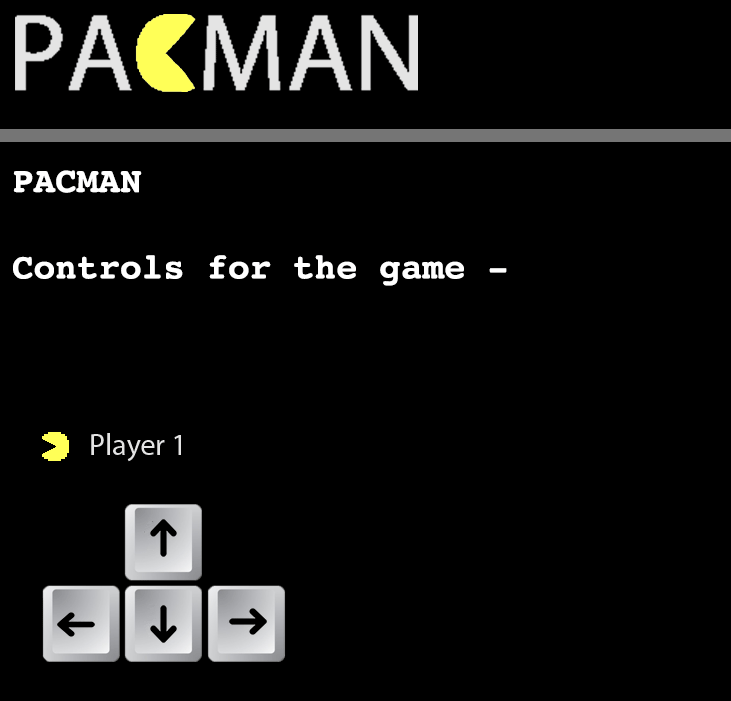 PACMAN
PACMAN
Controls for the game –
Player 1
↑
← ↓ →